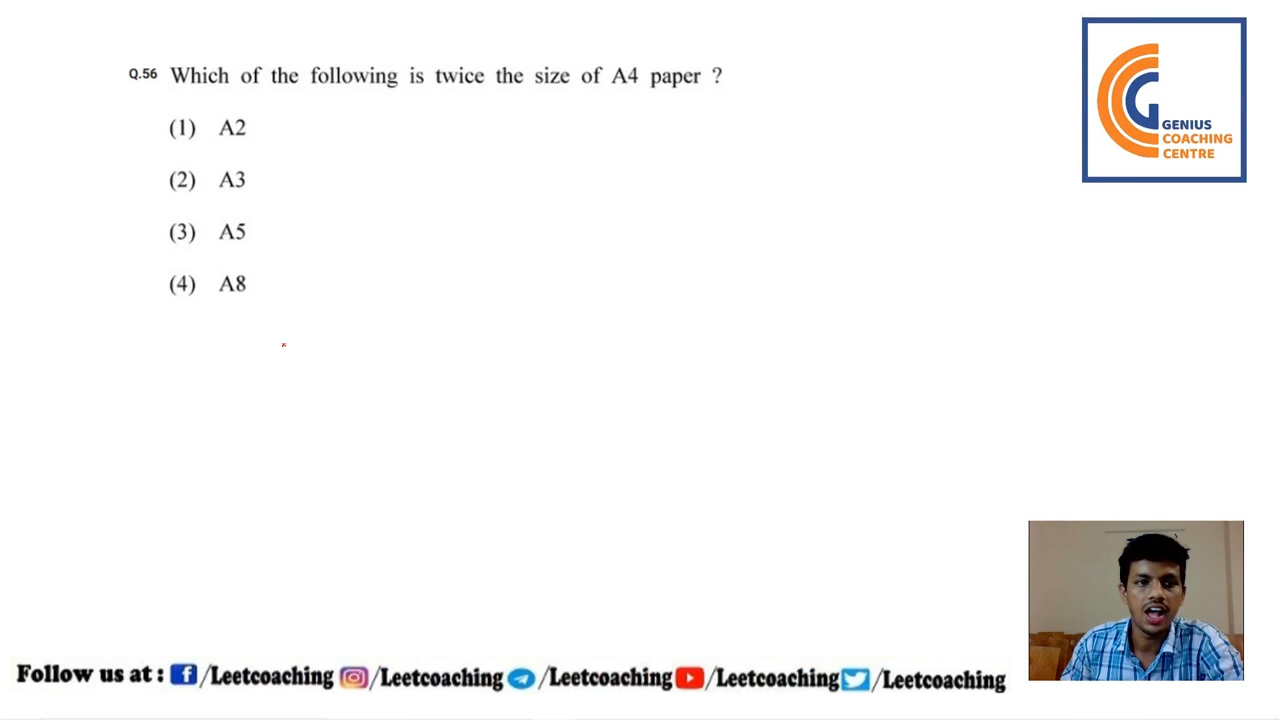 Q.56 Which of the following is twice the size of A4 paper ?
(1) A2
(2) A3
(3) A5
(4) A8
GENIUS
COACHING
CENTRE
Follow us at : /Leetcoaching /Leetcoaching /Leetcoaching /Leetcoaching /Leetcoaching